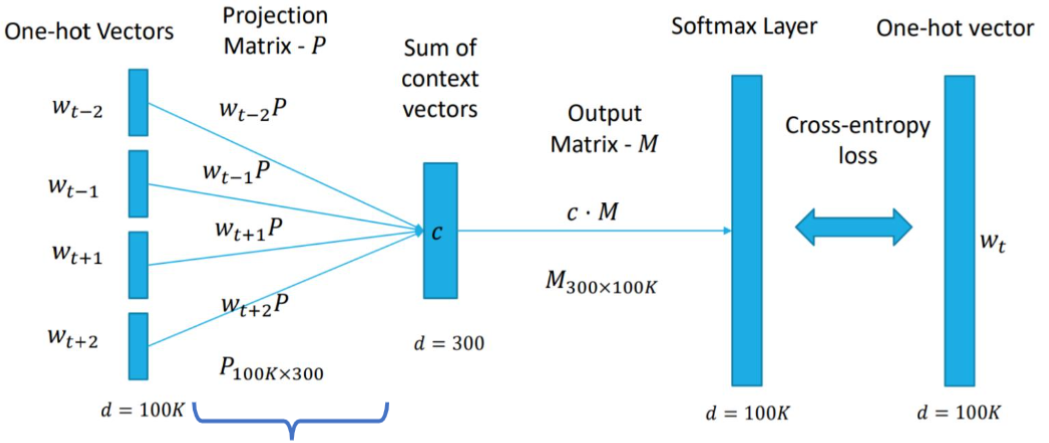 One-hot Vectors
Projection
Matrix - P
Sum of
context
vectors
Softmax Layer
One-hot vector
w_{t−2}
w_{t−2}P
w_{t−1}
w_{t−1}P
w_{t+1}
w_{t+1}P
w_{t+2}
w_{t+2}P
P_{100K×300}
d = 100K
c
d = 300
Output
Matrix - M
c · M
M_{300×100K}
d = 100K
Cross-entropy
loss
w_t
d = 100K